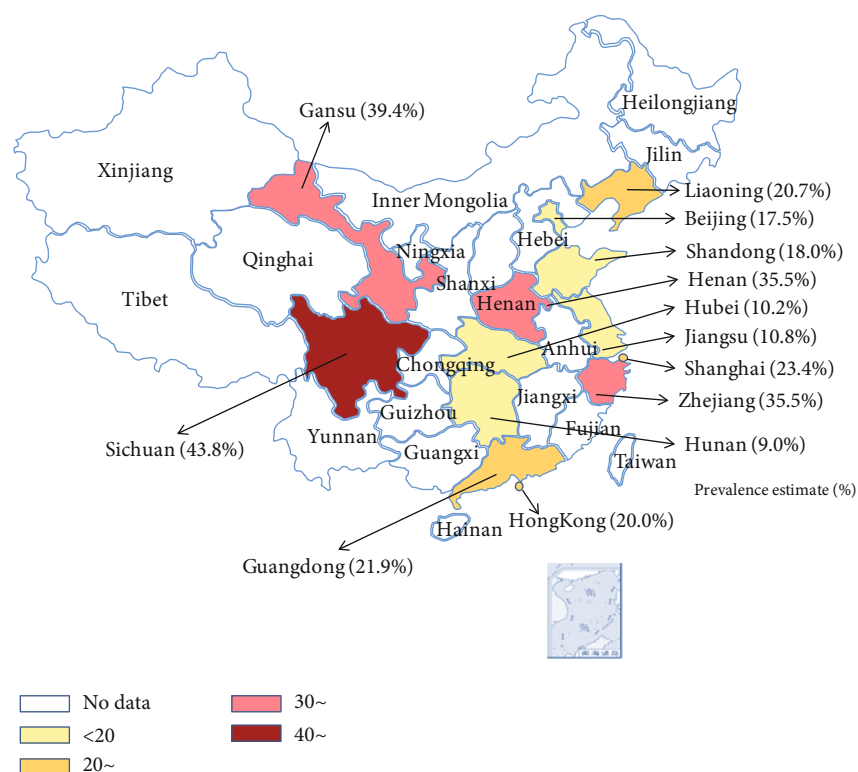 Heilongjiang
Gansu (39.4%)
Jilin
Xinjiang
Liaoning (20.7%)
Inner Mongolia
Beijing (17.5%)
Hebei
Ningxia
Shandong (18.0%)
Qinghai
Henan (35.5%)
Shanxi
Tibet
Henan
Hubei (10.2%)
Jiangsu (10.8%)
Anhui
Chongqing
Shanghai (23.4%)
Jiangxi
Zhejiang (35.5%)
Guizhou
Fujian
Yunnan
Hunan (9.0%)
Sichuan (43.8%)
Guangxi
Taiwan
Prevalence estimate (%)
HongKong (20.0%)
Hainan
Guangdong (21.9%)
No data
<20
20~
30~
40~